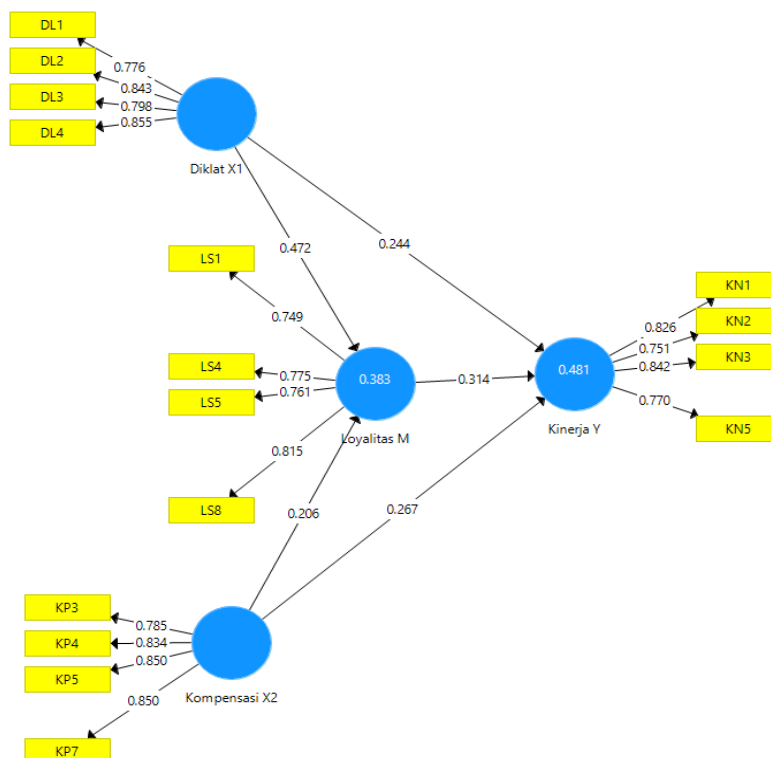 DL1
DL2
DL3
DL4
0.776
0.843
0.798
0.855
Diklat X1
0.472
0.244
LS1
LS4
LS5
LS8
0.749
0.775
0.761
0.815
0.383
Loyalitas M
0.314
0.481
Kinerja Y
KN1
KN2
KN3
KN5
0.826
0.751
0.842
0.770
0.206
0.267
KP3
KP4
KP5
KP7
0.785
0.834
0.850
0.850
Kompensasi X2